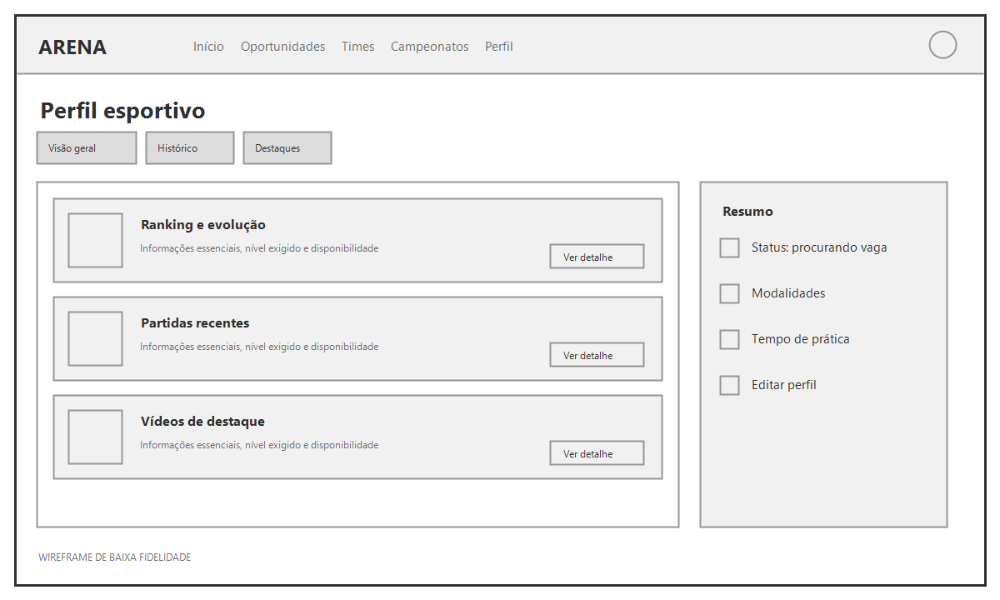 ARENA
Início Oportunidades Times Campeonatos Perfil
Perfil esportivo
Visão geral Histórico Destaques
Ranking e evolução
Informações essenciais, nível exigido e disponibilidade
Ver detalhe
Partidas recentes
Informações essenciais, nível exigido e disponibilidade
Ver detalhe
Vídeos de destaque
Informações essenciais, nível exigido e disponibilidade
Ver detalhe
Resumo
Status: procurando vaga
Modalidades
Tempo de prática
Editar perfil
WIREFRAME DE BAIXA FIDELIDADE